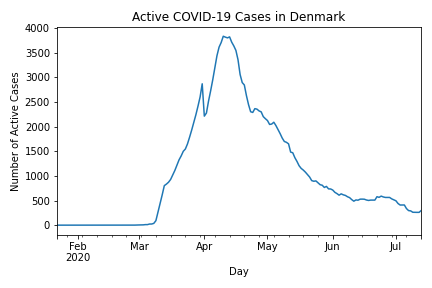 Active COVID-19 Cases in Denmark
4000
3500
3000
2500
2000
1500
1000
500
0
Number of Active Cases
Feb
2020
Mar
Apr
May
Jun
Jul
Day